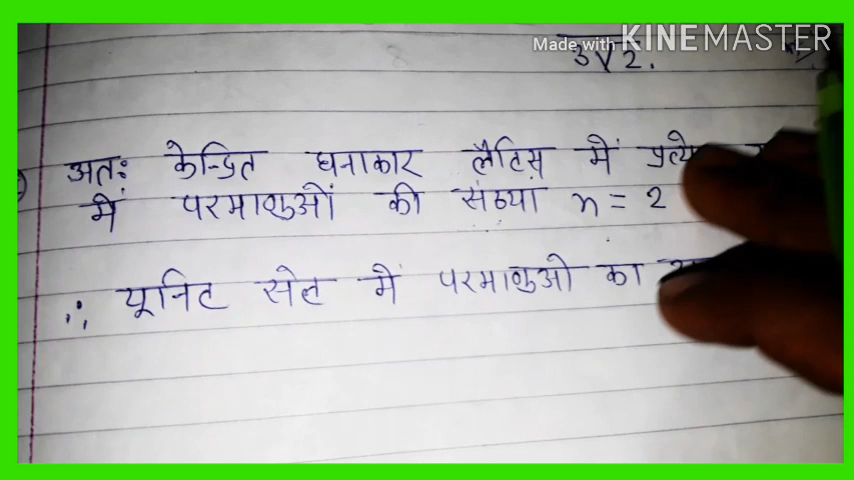 Made with KINEMASTER
3√2.
अतः केन्द्रित घनाकार लैटिस में
में परमाणुओं की संख्या n = 2
∴ यूनिट सेल में परमाणुओ का